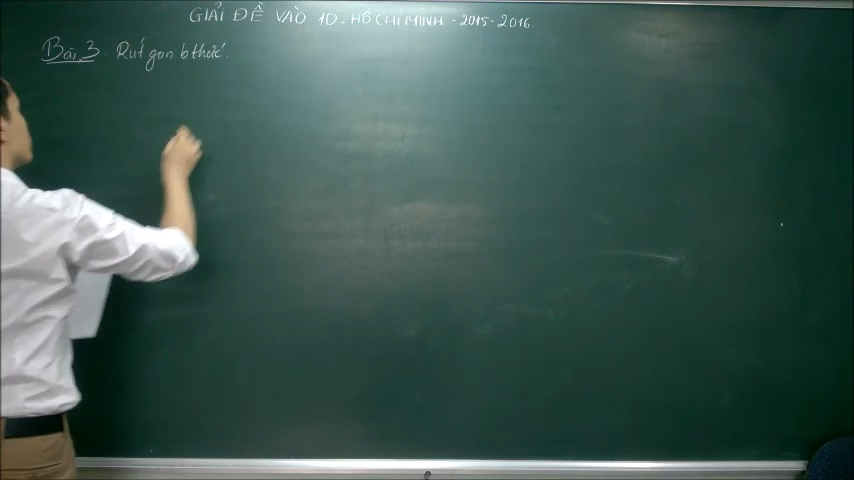 GIẢI ĐỀ VÀO 10 - HỒ CHÍ MINH - 2015 - 2016.
Bài 3. Rút gọn b thức.